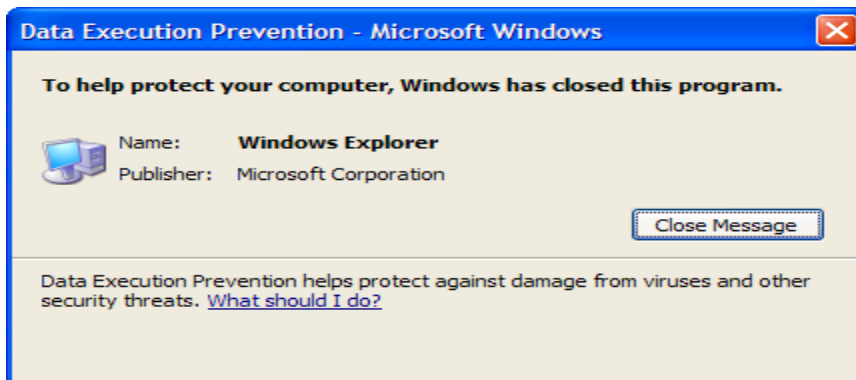 Data Execution Prevention - Microsoft Windows
To help protect your computer, Windows has closed this program.
Name: Windows Explorer
Publisher: Microsoft Corporation
Close Message
Data Execution Prevention helps protect against damage from viruses and other
security threats. What should I do?